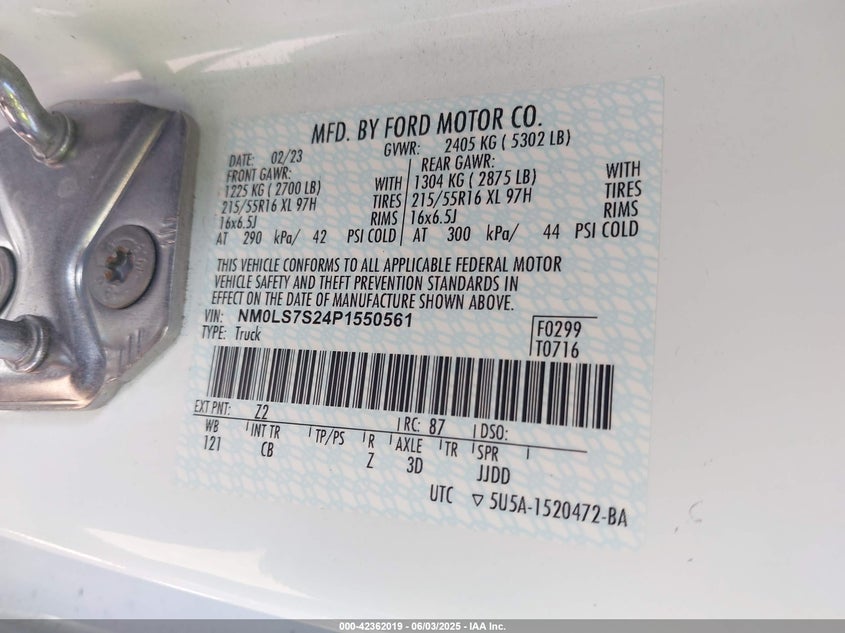 MFD. BY FORD MOTOR CO.
DATE: 02/23 GVWR: 2405 KG ( 5302 LB)
FRONT GAWR: REAR GAWR:
1225 KG ( 2700 LB) WITH 1304 KG ( 2875 LB) WITH
215/55R16 XL 97H TIRES 215/55R16 XL 97H TIRES
16x6.5J RIMS 16x6.5J RIMS
AT 290 kPa/ 42 PSI COLD AT 300 kPa/ 44 PSI COLD
THIS VEHICLE CONFORMS TO ALL APPLICABLE FEDERAL MOTOR
VEHICLE SAFETY AND THEFT PREVENTION STANDARDS IN
EFFECT ON THE DATE OF MANUFACTURE SHOWN ABOVE.
VIN: NM0LS7S24P1550561 F0299
TYPE: Truck T0716
EXT PNT: Z2 RC: 87 DSO:
WB INT TR TP/PS R AXLE TR SPR
121 CB Z 3D JJDD
UTC ▽ 5U5A-1520472-BA
000-42362019 - 06/03/2025 - IAA Inc.